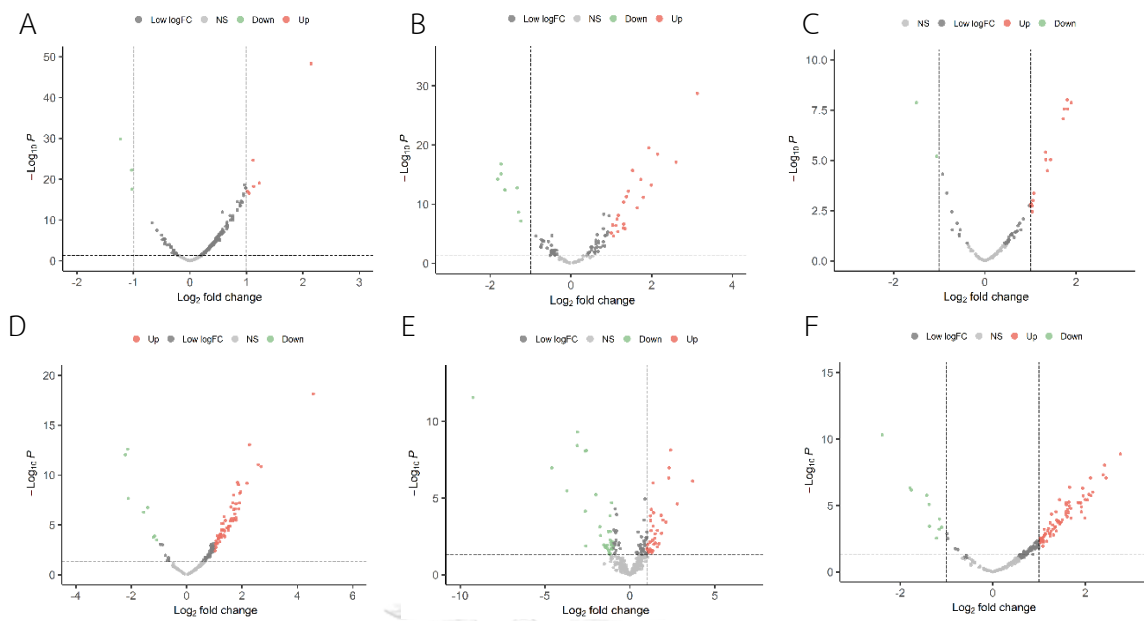 A
Low logFC NS Down Up
50
40
30
20
10
0
-2 -1 0 1 2 3
Log2 fold change
−Log10 P
B
Low logFC NS Down Up
30
20
10
0
-2 0 2 4
Log2 fold change
−Log10 P
C
NS Low logFC Up Down
10.0
7.5
5.0
2.5
0.0
-2 0 2
Log2 fold change
−Log10 P
D
Up Low logFC NS Down
20
15
10
5
0
-4 -2 0 2 4 6
Log2 fold change
−Log10 P
E
Low logFC NS Down Up
10
5
0
-10 -5 0 5
Log2 fold change
−Log10 P
F
Low logFC NS Up Down
15
10
5
0
-2 0 2
Log2 fold change
−Log10 P